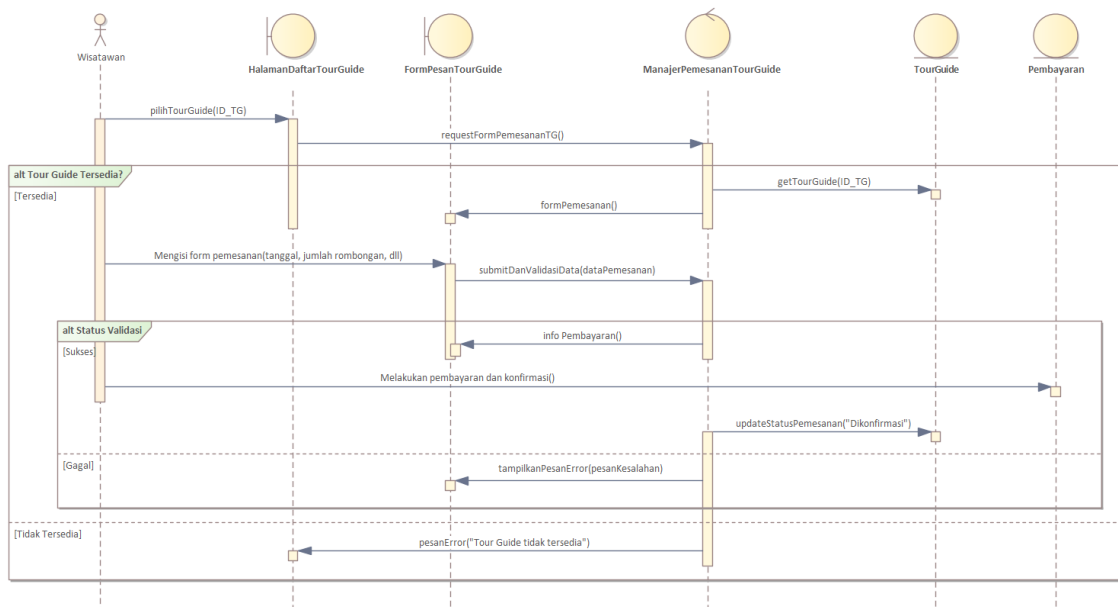 Wisatawan
HalamanDaftarTourGuide
FormPesanTourGuide
ManajerPemesananTourGuide
TourGuide
Pembayaran
pilihTourGuide(ID_TG)
requestFormPemesananTG()
alt Tour Guide Tersedia?
[Tersedia]
getTourGuide(ID_TG)
formPemesanan()
Mengisi form pemesanan(tanggal, jumlah rombongan, dll)
submitDanValidasiData(dataPemesanan)
alt Status Validasi
[Sukses]
info Pembayaran()
Melakukan pembayaran dan konfirmasi()
updateStatusPemesanan("Dikonfirmasi")
[Gagal]
tampilkanPesanError(pesanKesalahan)
[Tidak Tersedia]
pesanError("Tour Guide tidak tersedia")